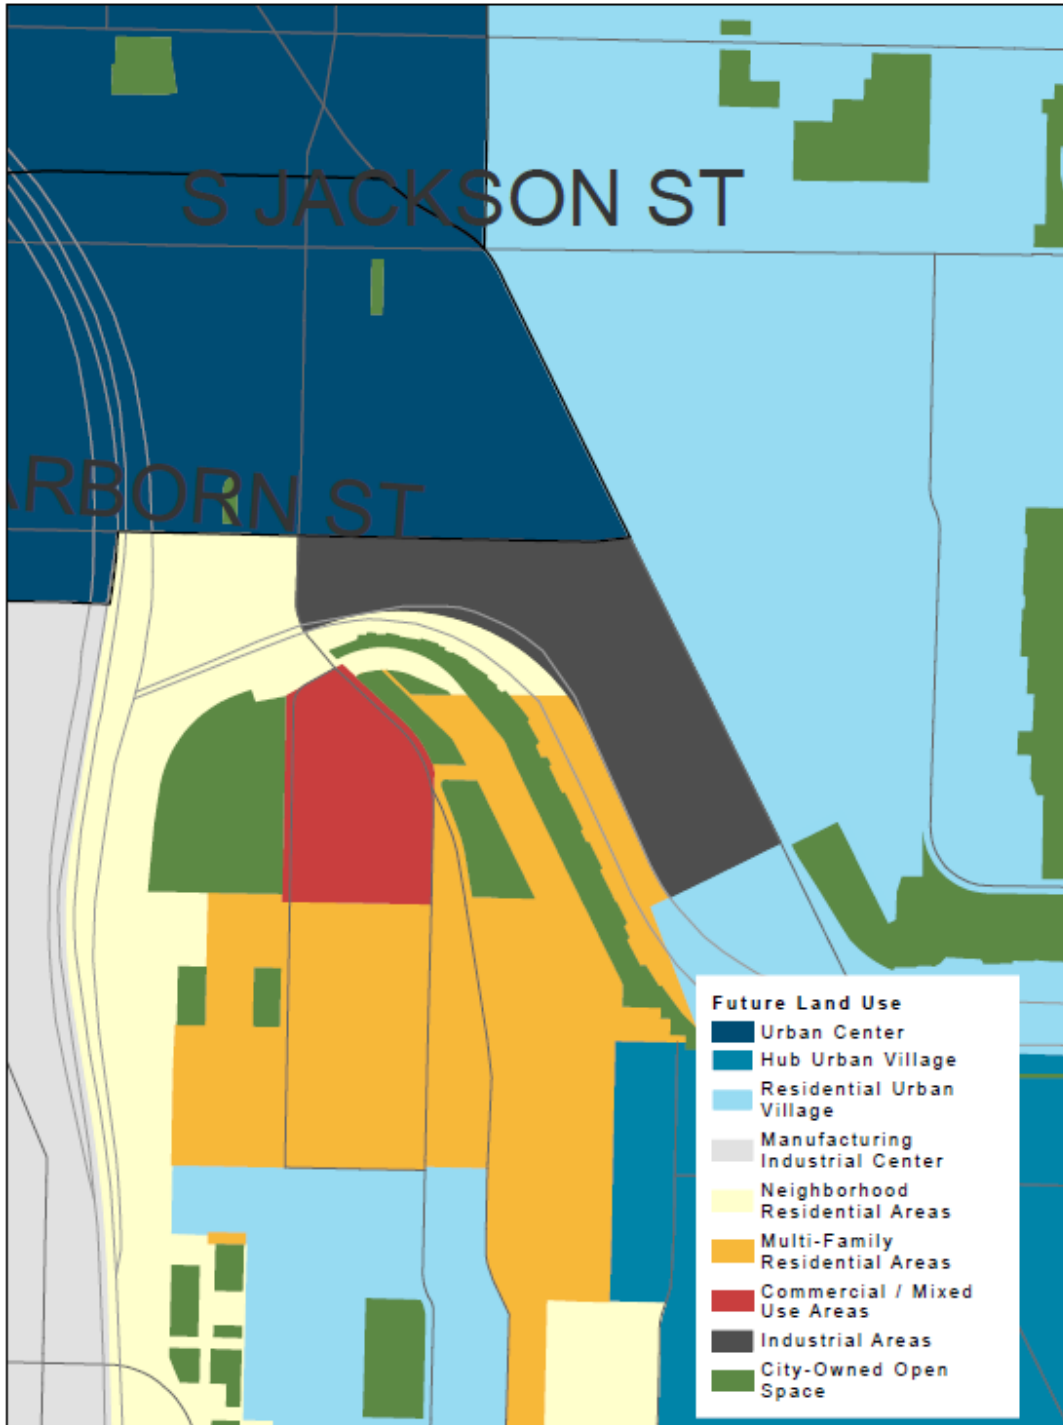 S JACKSON ST
ARBORN ST
Future Land Use
Urban Center
Hub Urban Village
Residential Urban
Village
Manufacturing
Industrial Center
Neighborhood
Residential Areas
Multi-Family
Residential Areas
Commercial / Mixed
Use Areas
Industrial Areas
City-Owned Open
Space